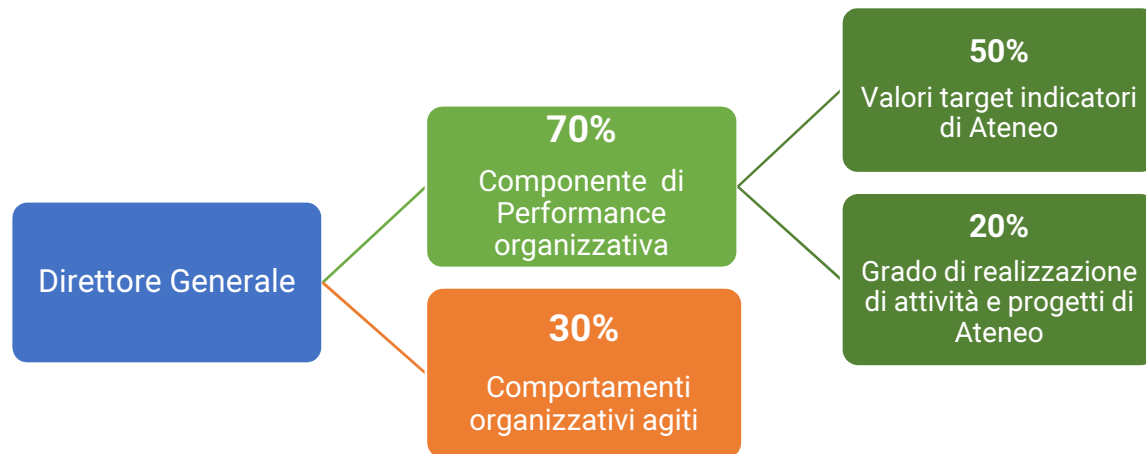 Direttore Generale
70%
Componente di
Performance
organizzativa
30%
Comportamenti
organizzativi agiti
50%
Valori target indicatori
di Ateneo
20%
Grado di realizzazione
di attività e progetti di
Ateneo